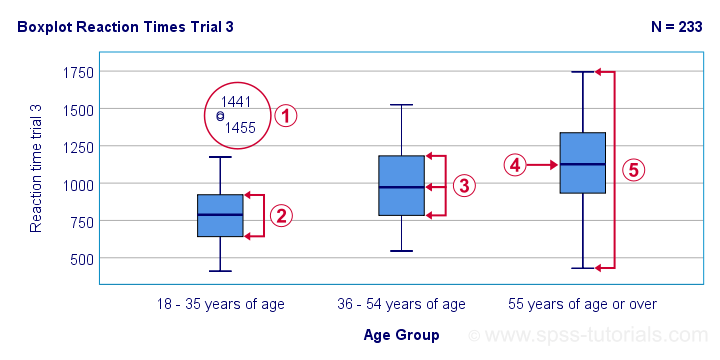 Boxplot Reaction Times Trial 3
N = 233
Reaction time trial 3
1750
1500
1250
1000
750
500
1441
1455
1
2
3
4
5
18 - 35 years of age
36 - 54 years of age
55 years of age or over
Age Group
© www.spss-tutorials.com